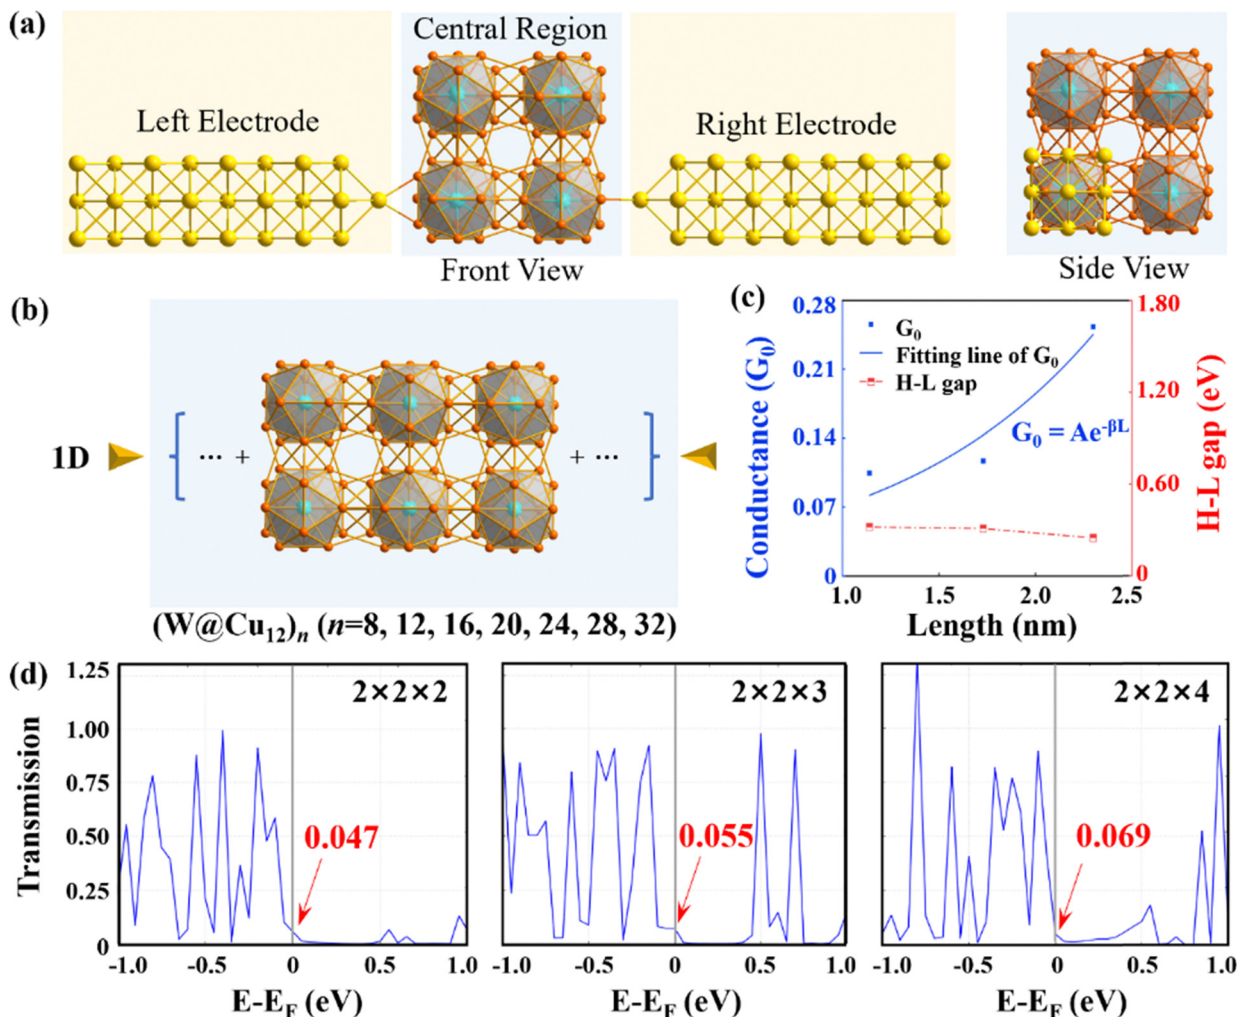 (a)
Central Region
Left Electrode
Right Electrode
Front View
Side View
(b)
1D
... +
+ ...
(W@Cu₁₂)ₙ (n=8, 12, 16, 20, 24, 28, 32)
(c)
Conductance (G₀)
0.28
0.21
0.14
0.07
0
G₀
Fitting line of G₀
H-L gap
G₀ = Ae^-βL
1.80
1.20
0.60
0
H-L gap (eV)
1.0
1.5
2.0
2.5
Length (nm)
(d)
Transmission
1.25
1.00
0.75
0.50
0.25
0
2×2×2
0.047
-1.0
-0.5
0
0.5
1.0
E-E_F (eV)
2×2×3
0.055
-1.0
-0.5
0
0.5
1.0
E-E_F (eV)
2×2×4
0.069
-1.0
-0.5
0
0.5
1.0
E-E_F (eV)